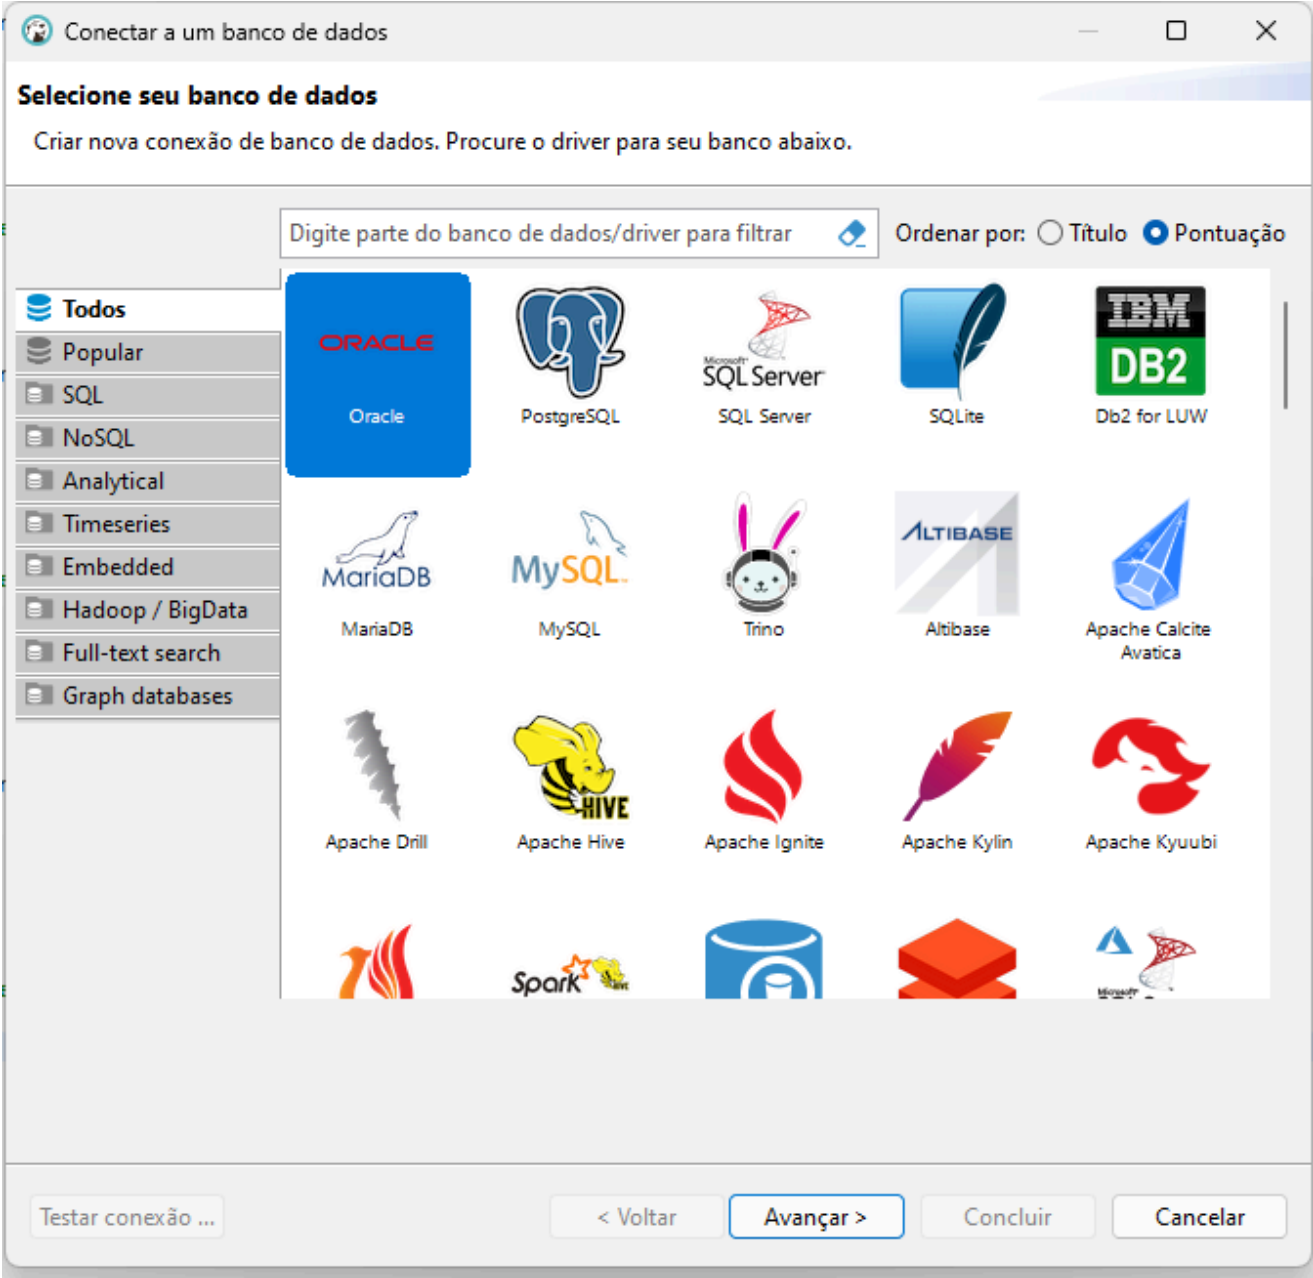 Conectar a um banco de dados
Selecione seu banco de dados
Criar nova conexão de banco de dados. Procure o driver para seu banco abaixo.
Digite parte do banco de dados/driver para filtrar
Ordenar por: Título Pontuação
Todos
Popular
SQL
NoSQL
Analytical
Timeseries
Embedded
Hadoop / BigData
Full-text search
Graph databases
ORACLE
Microsoft
SQL Server
IBM
DB2
Oracle
PostgreSQL
SQL Server
SQLite
Db2 for LUW
MariaDB
MySQL
ALTIBASE
MariaDB
MySQL
Trino
Altibase
Apache Calcite
Avatica
HIVE
Apache Drill
Apache Hive
Apache Ignite
Apache Kylin
Apache Kyuubi
Spark
Microsoft
Testar conexão ...
< Voltar
Avançar >
Concluir
Cancelar